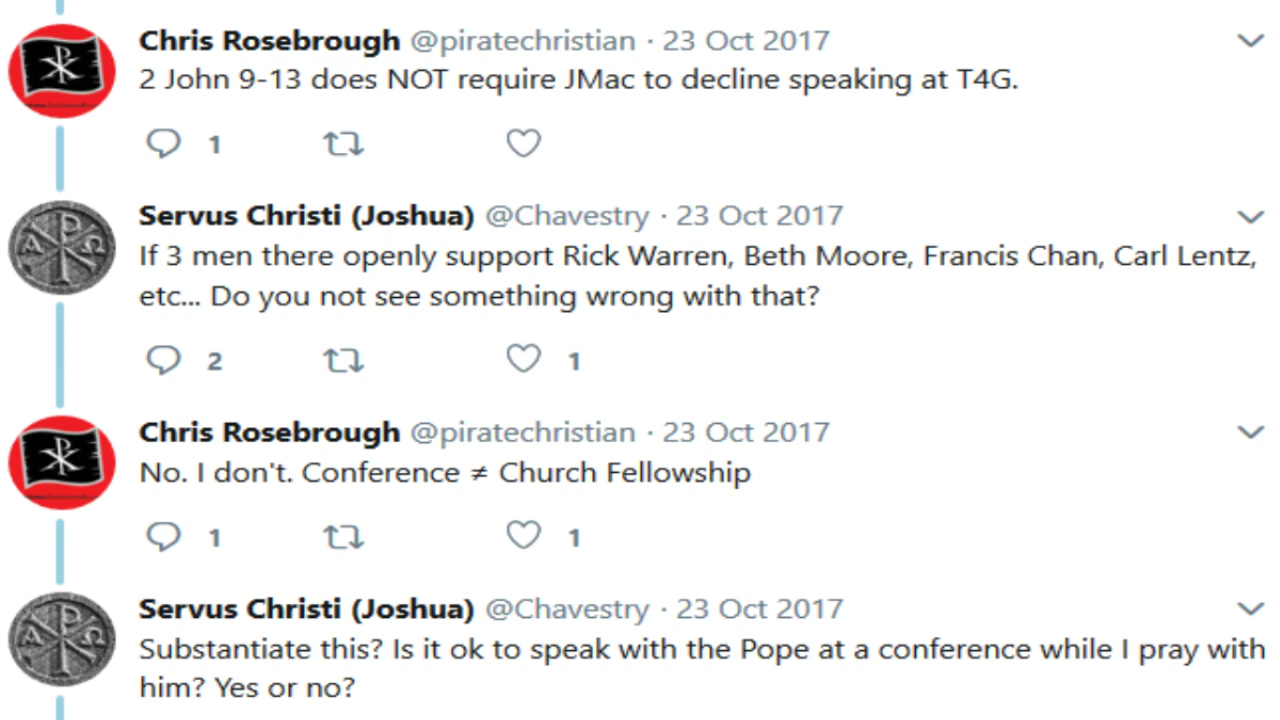 Chris Rosebrough @piratechristian · 23 Oct 2017
2 John 9-13 does NOT require JMac to decline speaking at T4G.
1
Servus Christi (Joshua) @Chavestry · 23 Oct 2017
If 3 men there openly support Rick Warren, Beth Moore, Francis Chan, Carl Lentz,
etc... Do you not see something wrong with that?
2 1
Chris Rosebrough @piratechristian · 23 Oct 2017
No. I don't. Conference ≠ Church Fellowship
1 1
Servus Christi (Joshua) @Chavestry · 23 Oct 2017
Substantiate this? Is it ok to speak with the Pope at a conference while I pray with
him? Yes or no?